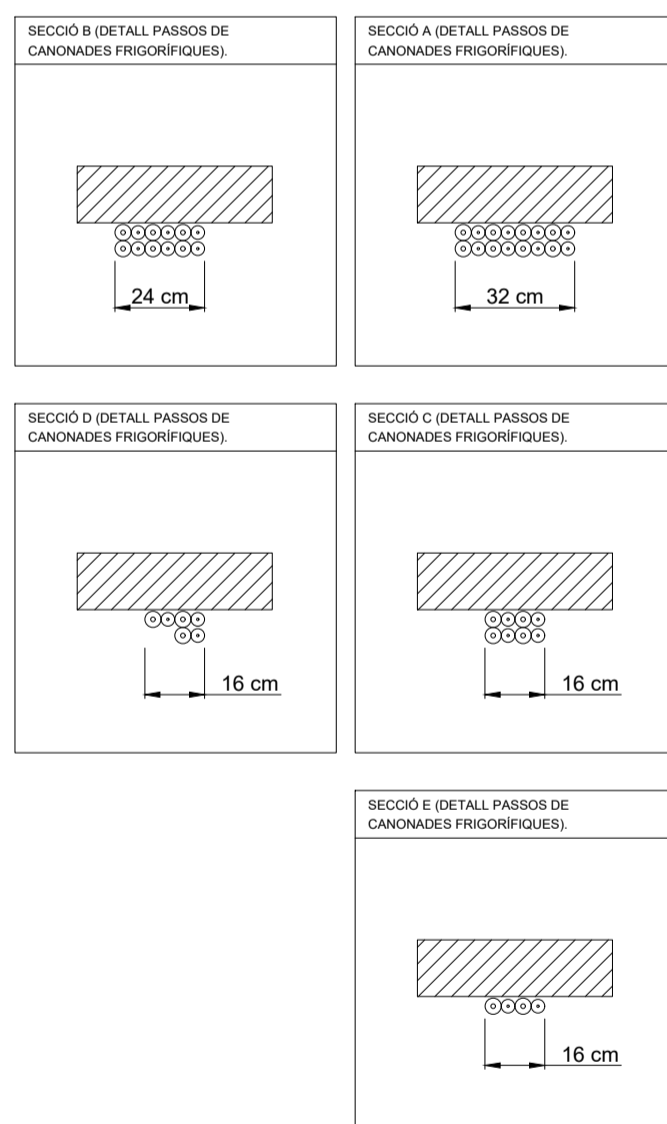 SECCIÓ B (DETALL PASSOS DE
CANONADES FRIGORÍFIQUES).
24 cm
SECCIÓ A (DETALL PASSOS DE
CANONADES FRIGORÍFIQUES).
32 cm
SECCIÓ D (DETALL PASSOS DE
CANONADES FRIGORÍFIQUES).
16 cm
SECCIÓ C (DETALL PASSOS DE
CANONADES FRIGORÍFIQUES).
16 cm
SECCIÓ E (DETALL PASSOS DE
CANONADES FRIGORÍFIQUES).
16 cm